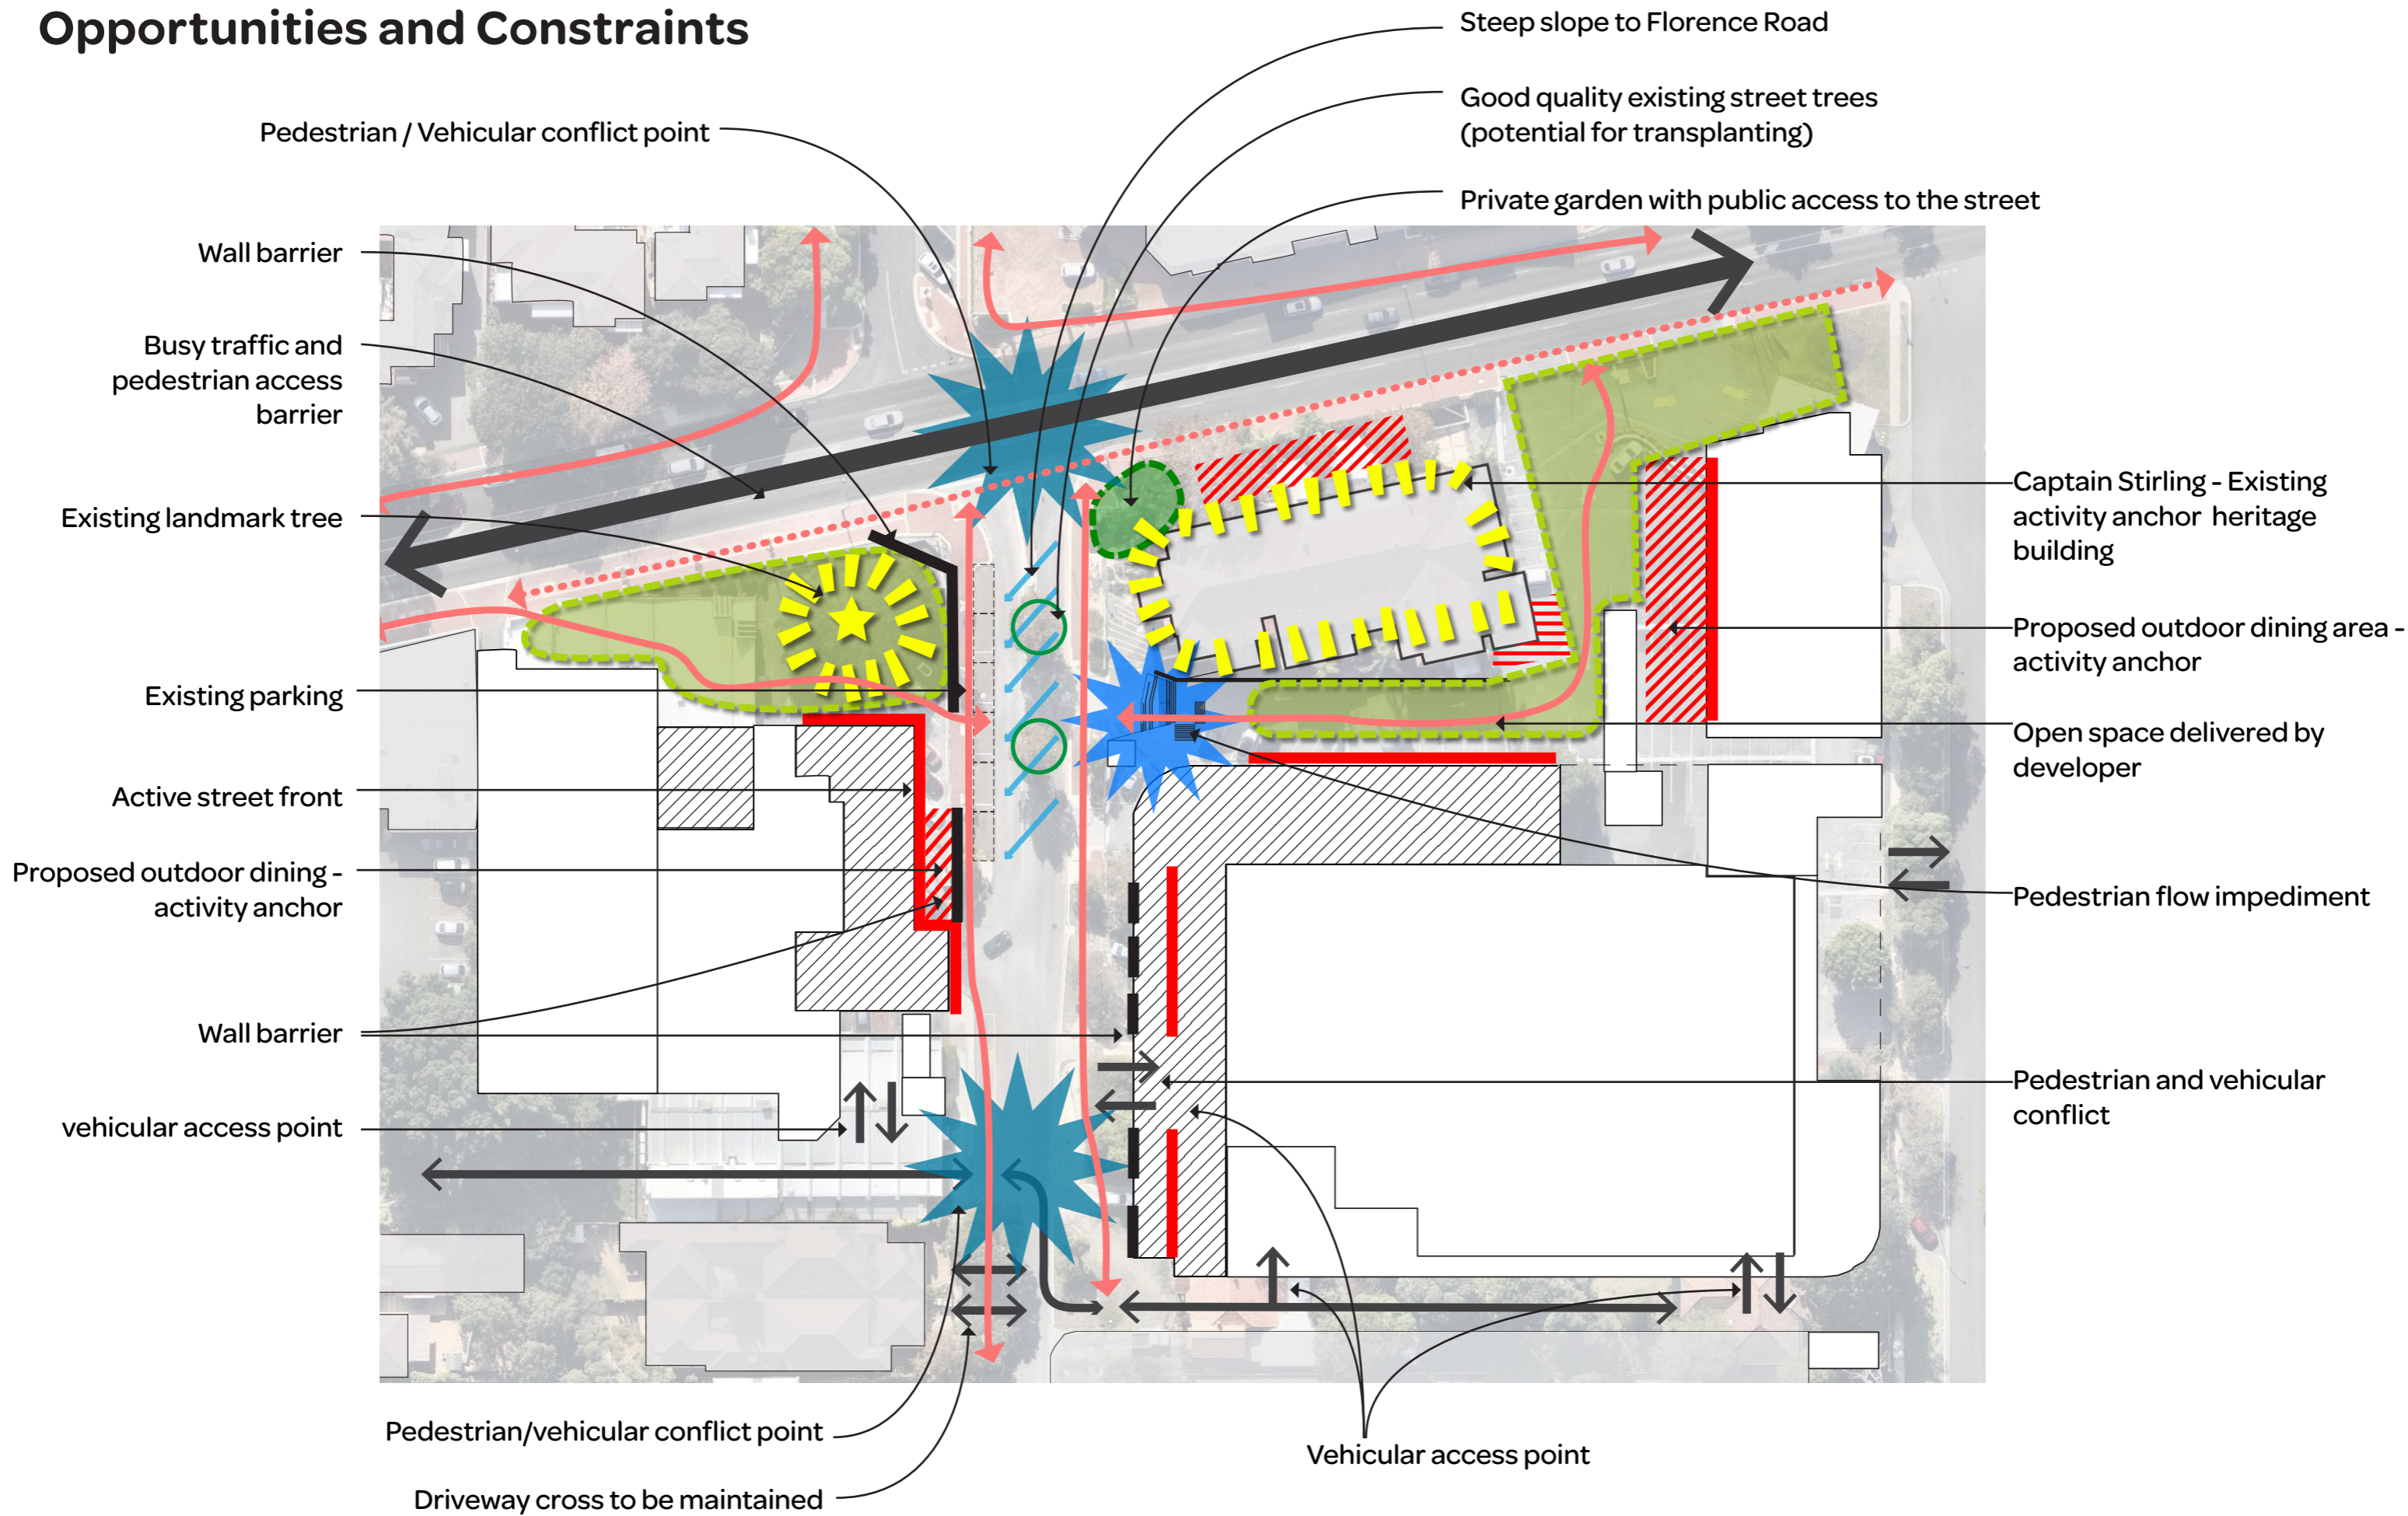 Opportunities and Constraints
Steep slope to Florence Road
Good quality existing street trees
(potential for transplanting)
Pedestrian / Vehicular conflict point
Private garden with public access to the street
Wall barrier
Busy traffic and
pedestrian access
barrier
Existing landmark tree
Existing parking
Active street front
Proposed outdoor dining -
activity anchor
Wall barrier
vehicular access point
Captain Stirling - Existing
activity anchor heritage
building
Proposed outdoor dining area -
activity anchor
Open space delivered by
developer
Pedestrian flow impediment
Pedestrian and vehicular
conflict
Pedestrian/vehicular conflict point
Driveway cross to be maintained
Vehicular access point